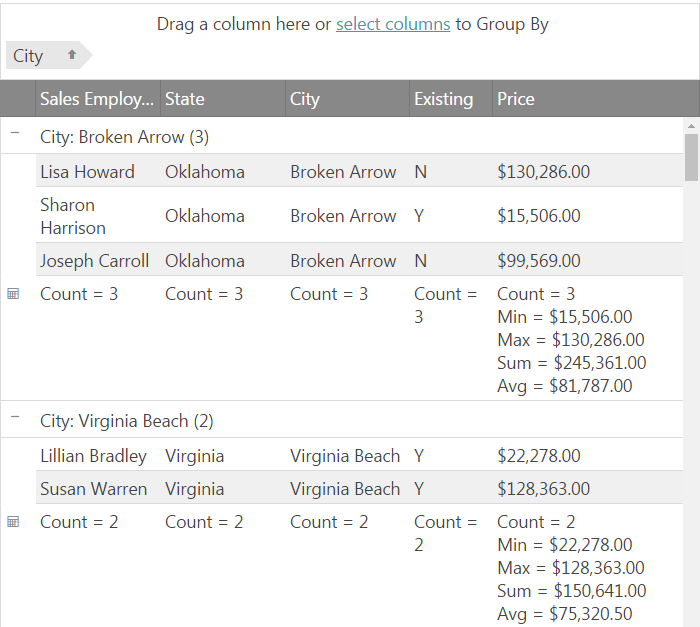 Drag a column here or select columns to Group By
City
Sales Employ... State City Existing Price
City: Broken Arrow (3)
Lisa Howard Oklahoma Broken Arrow N $130,286.00
Sharon Harrison Oklahoma Broken Arrow Y $15,506.00
Joseph Carroll Oklahoma Broken Arrow N $99,569.00
Count = 3 Count = 3 Count = 3 Count = 3 Count = 3
Min = $15,506.00
Max = $130,286.00
Sum = $245,361.00
Avg = $81,787.00
City: Virginia Beach (2)
Lillian Bradley Virginia Virginia Beach Y $22,278.00
Susan Warren Virginia Virginia Beach Y $128,363.00
Count = 2 Count = 2 Count = 2 Count = 2 Count = 2
Min = $22,278.00
Max = $128,363.00
Sum = $150,641.00
Avg = $75,320.50